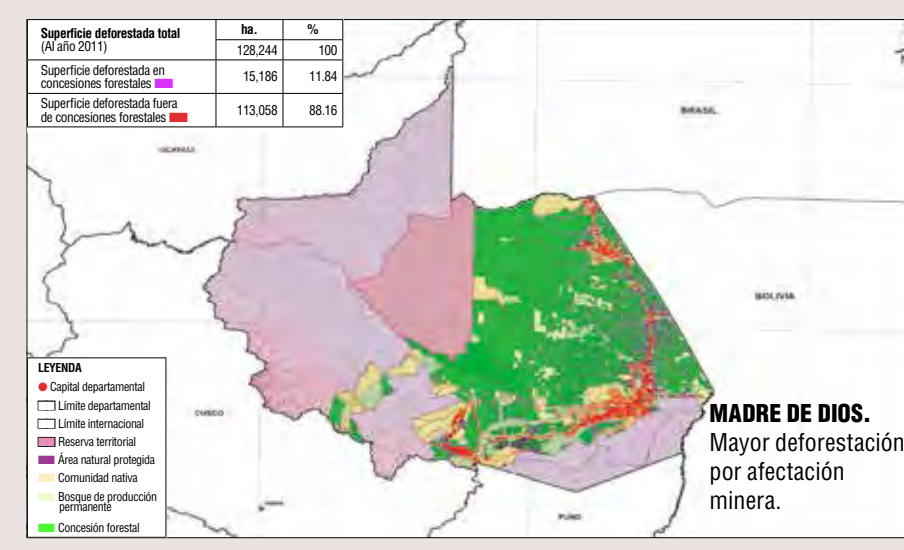 Superficie deforestada total
(Al año 2011)
ha. %
128,244 100
Superficie deforestada en
concesiones forestales
15,186 11.84
Superficie deforestada fuera
de concesiones forestales
113,058 88.16
UCAYALI
BRASIL
BOLIVIA
CUSCO
PUNO
LEYENDA
Capital departamental
Límite departamental
Límite internacional
Reserva territorial
Área natural protegida
Comunidad nativa
Bosque de producción
permanente
Concesión forestal
MADRE DE DIOS.
Mayor deforestación
por afectación
minera.